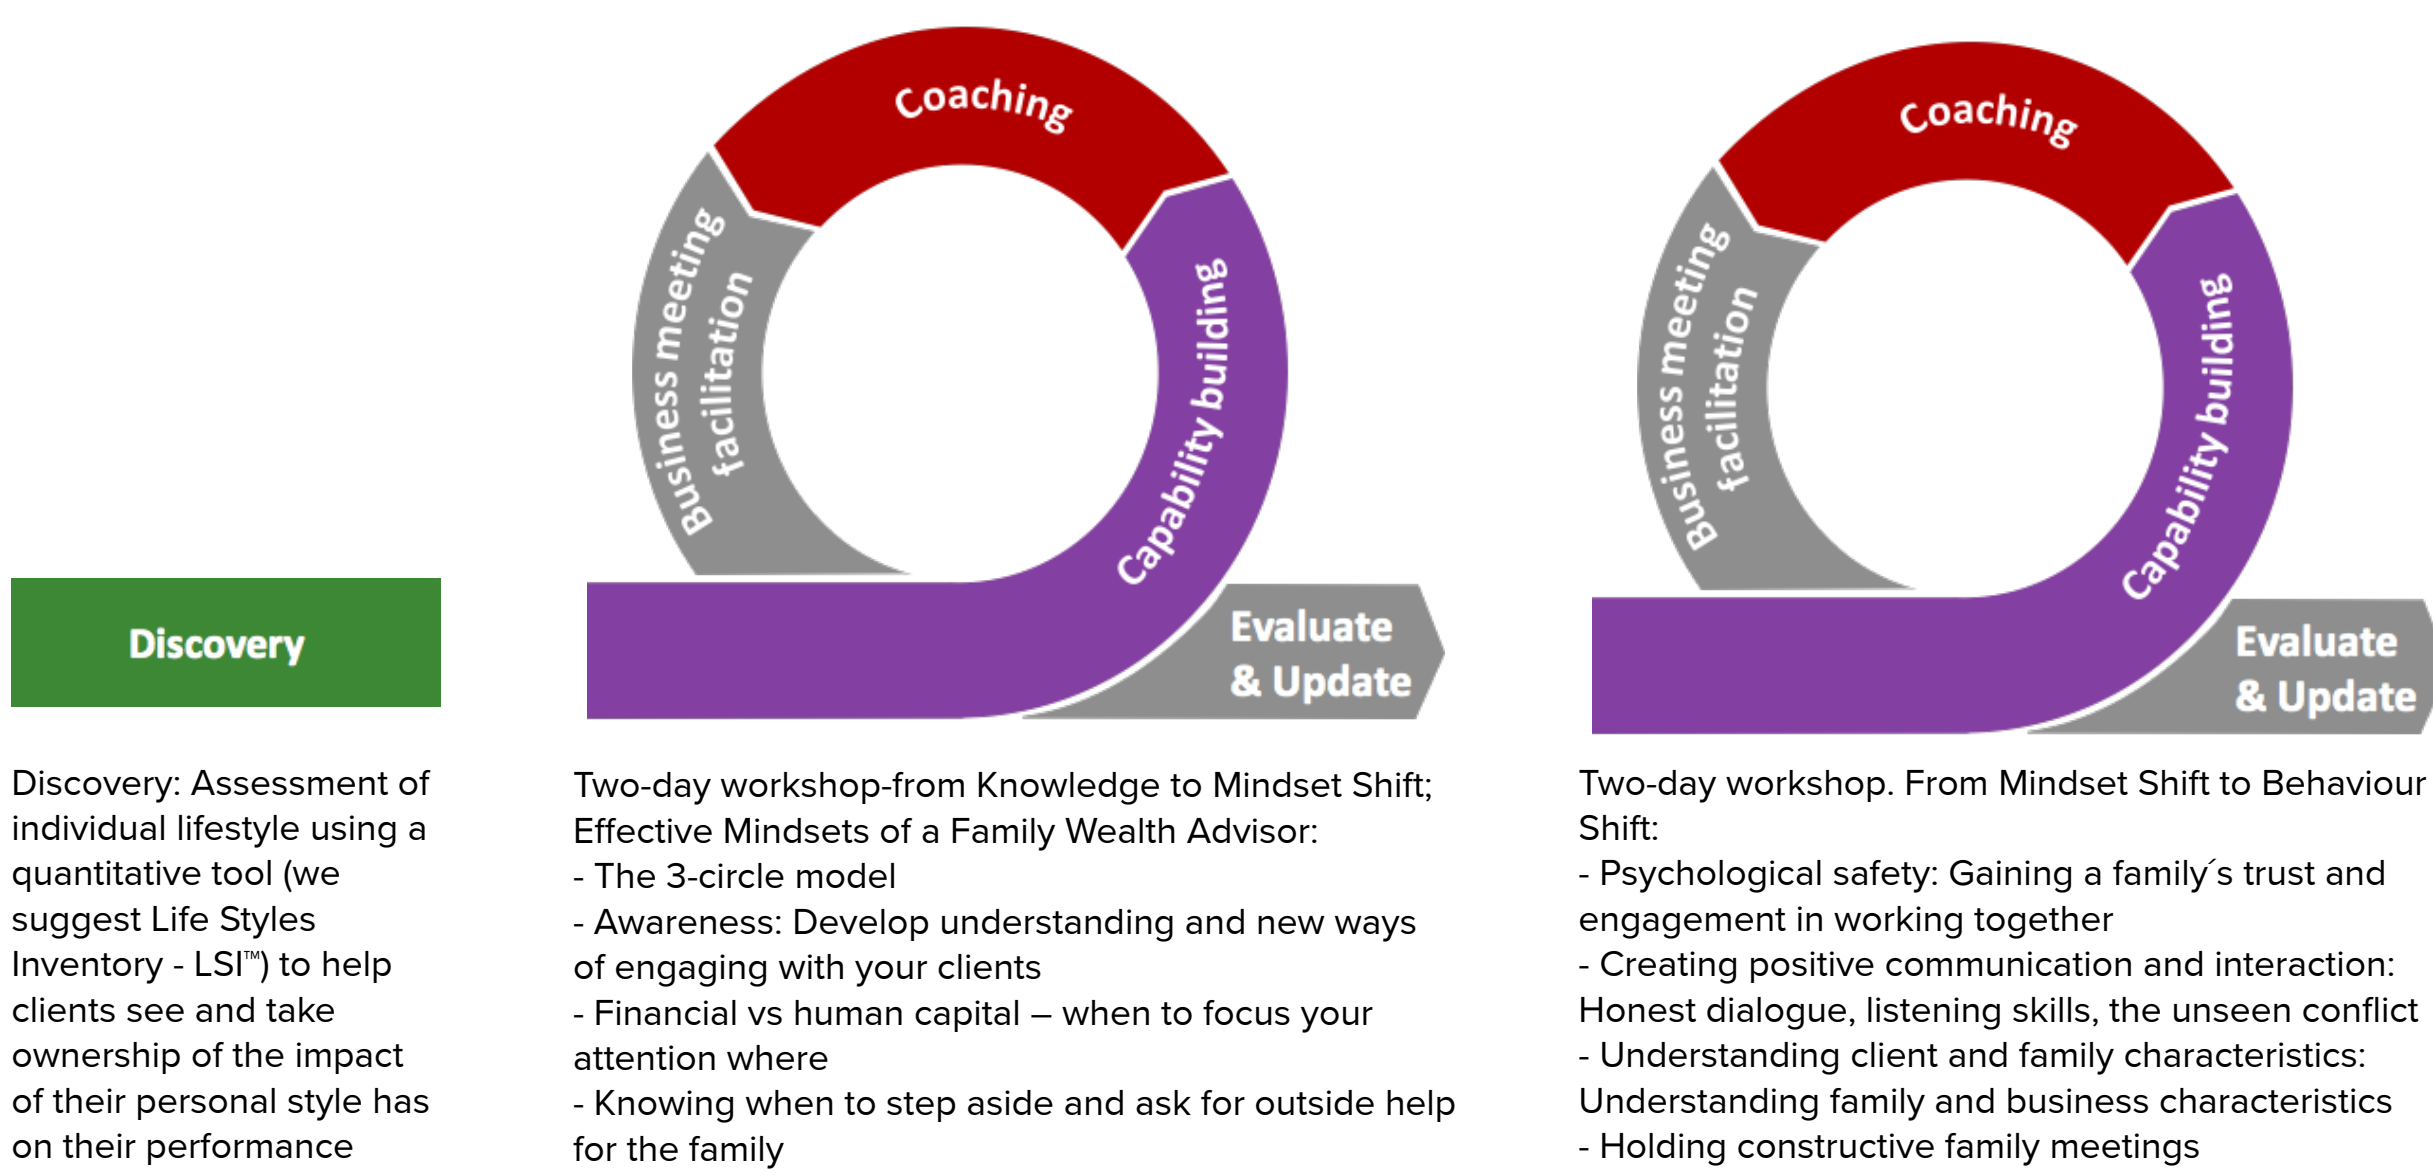 Coaching
Business meeting
facilitation
Capability building
Evaluate
& Update
Coaching
Business meeting
facilitation
Capability building
Evaluate
& Update
Discovery
Discovery: Assessment of
individual lifestyle using a
quantitative tool (we
suggest Life Styles
Inventory - LSI™) to help
clients see and take
ownership of the impact
of their personal style has
on their performance
Two-day workshop-from Knowledge to Mindset Shift;
Effective Mindsets of a Family Wealth Advisor:
- The 3-circle model
- Awareness: Develop understanding and new ways
of engaging with your clients
- Financial vs human capital – when to focus your
attention where
- Knowing when to step aside and ask for outside help
for the family
Two-day workshop. From Mindset Shift to Behaviour
Shift:
- Psychological safety: Gaining a family´s trust and
engagement in working together
- Creating positive communication and interaction:
Honest dialogue, listening skills, the unseen conflict
- Understanding client and family characteristics:
Understanding family and business characteristics
- Holding constructive family meetings